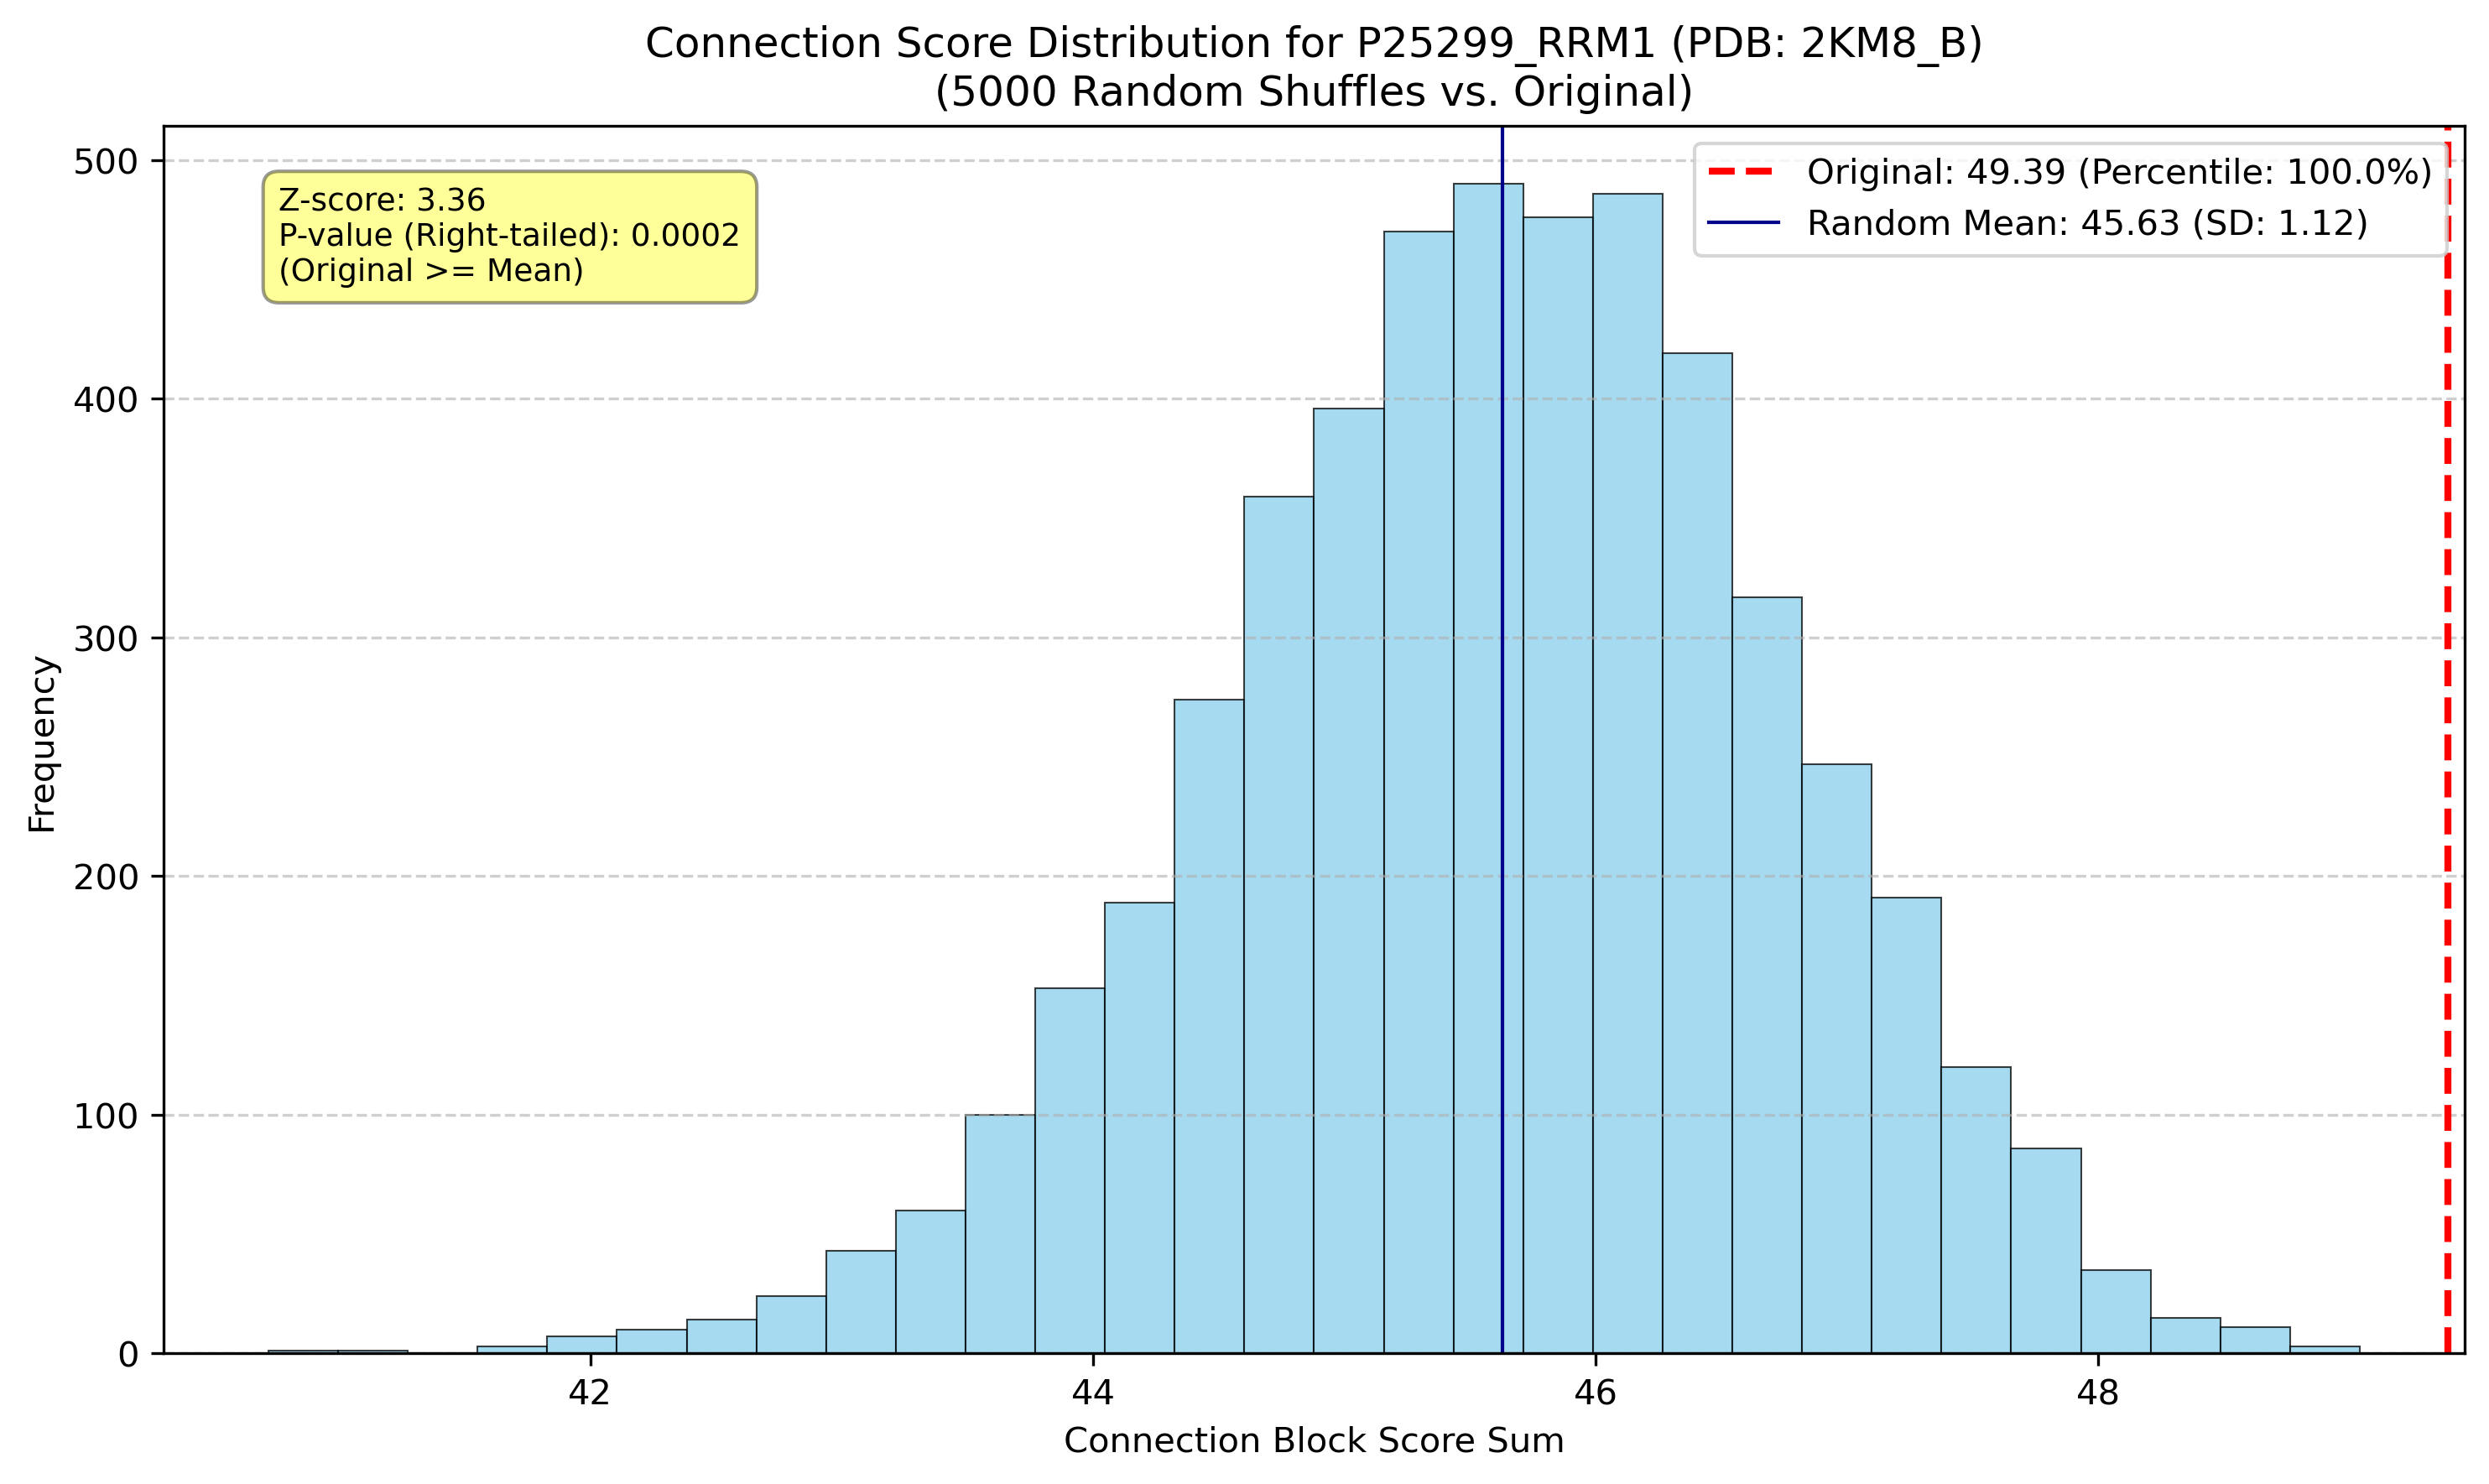 Connection Score Distribution for P25299_RRM1 (PDB: 2KM8_B)
(5000 Random Shuffles vs. Original)
Z-score: 3.36
P-value (Right-tailed): 0.0002
(Original >= Mean)
Original: 49.39 (Percentile: 100.0%)
Random Mean: 45.63 (SD: 1.12)
Frequency
500
400
300
200
100
0
42
44
46
48
Connection Block Score Sum